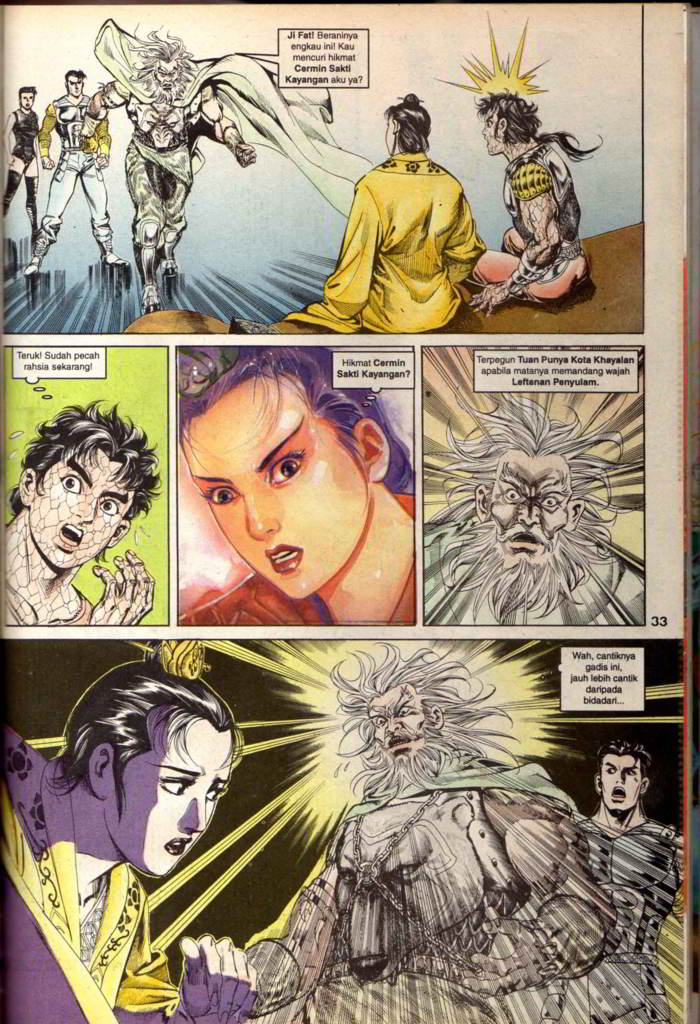 Ji Fat! Beraninya
engkau ini! Kau
mencuri hikmat
Cermin Sakti
Kayangan aku ya?
Teruk! Sudah pecah
rahsia sekarang!
Hikmat Cermin
Sakti Kayangan?
Terpegun Tuan Punya Kota Khayalan
apabila matanya memandang wajah
Leftenan Penyulam.
33
Wah, cantiknya
gadis ini,
jauh lebih cantik
daripada
bidadari...